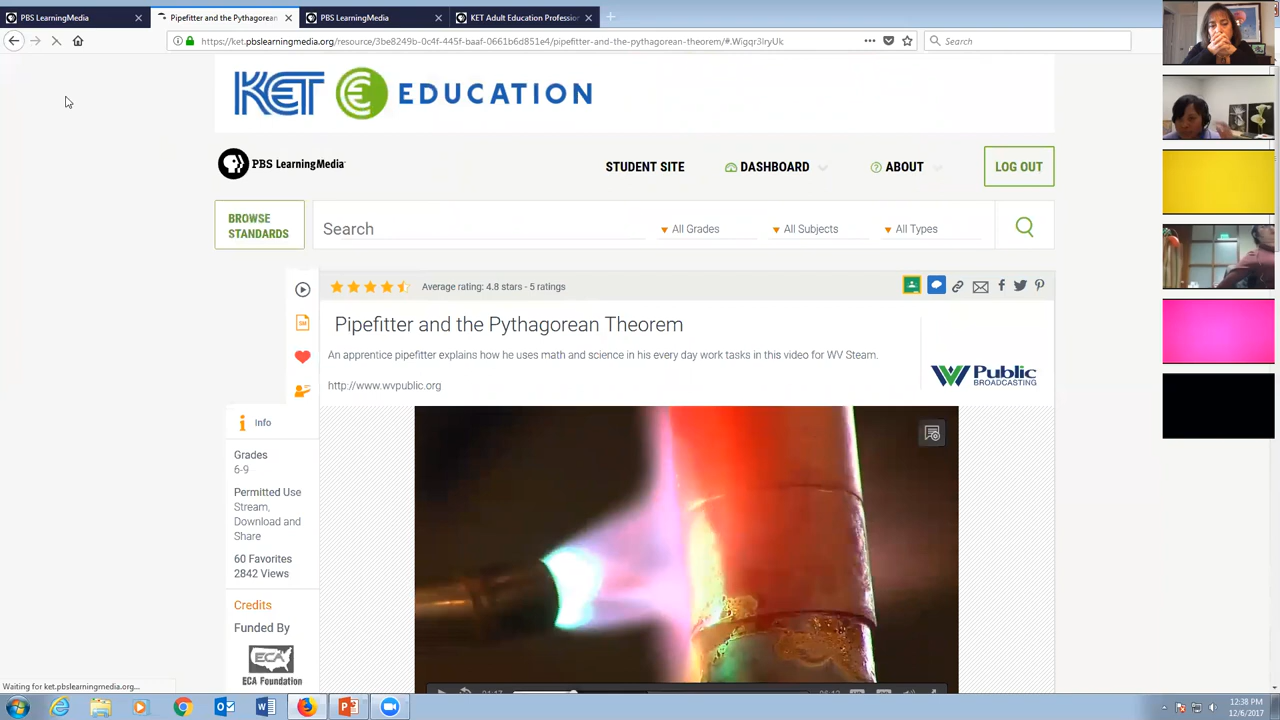 PBS LearningMedia
Pipefitter and the Pythagorean
PBS LearningMedia
KET Adult Education Professio
https://ket.pbslearningmedia.org/resource/3be8249b-0c4f-445f-baaf-0661b6d851e4/pipefitter-and-the-pythagorean-theorem/#.Wigqr3lryUk
Search
KET EDUCATION
PBS LearningMedia
STUDENT SITE
DASHBOARD
ABOUT
LOG OUT
BROWSE STANDARDS
Search
All Grades
All Subjects
All Types
Average rating: 4.8 stars - 5 ratings
Pipefitter and the Pythagorean Theorem
An apprentice pipefitter explains how he uses math and science in his every day work tasks in this video for WV Steam.
http://www.wvpublic.org
Public
BROADCASTING
Info
Grades
6-9
Permitted Use
Stream,
Download and
Share
60 Favorites
2842 Views
Credits
Funded By
ECA
ECA Foundation
Waiting for ket.pbslearningmedia.org...
12:38 PM
12/6/2017